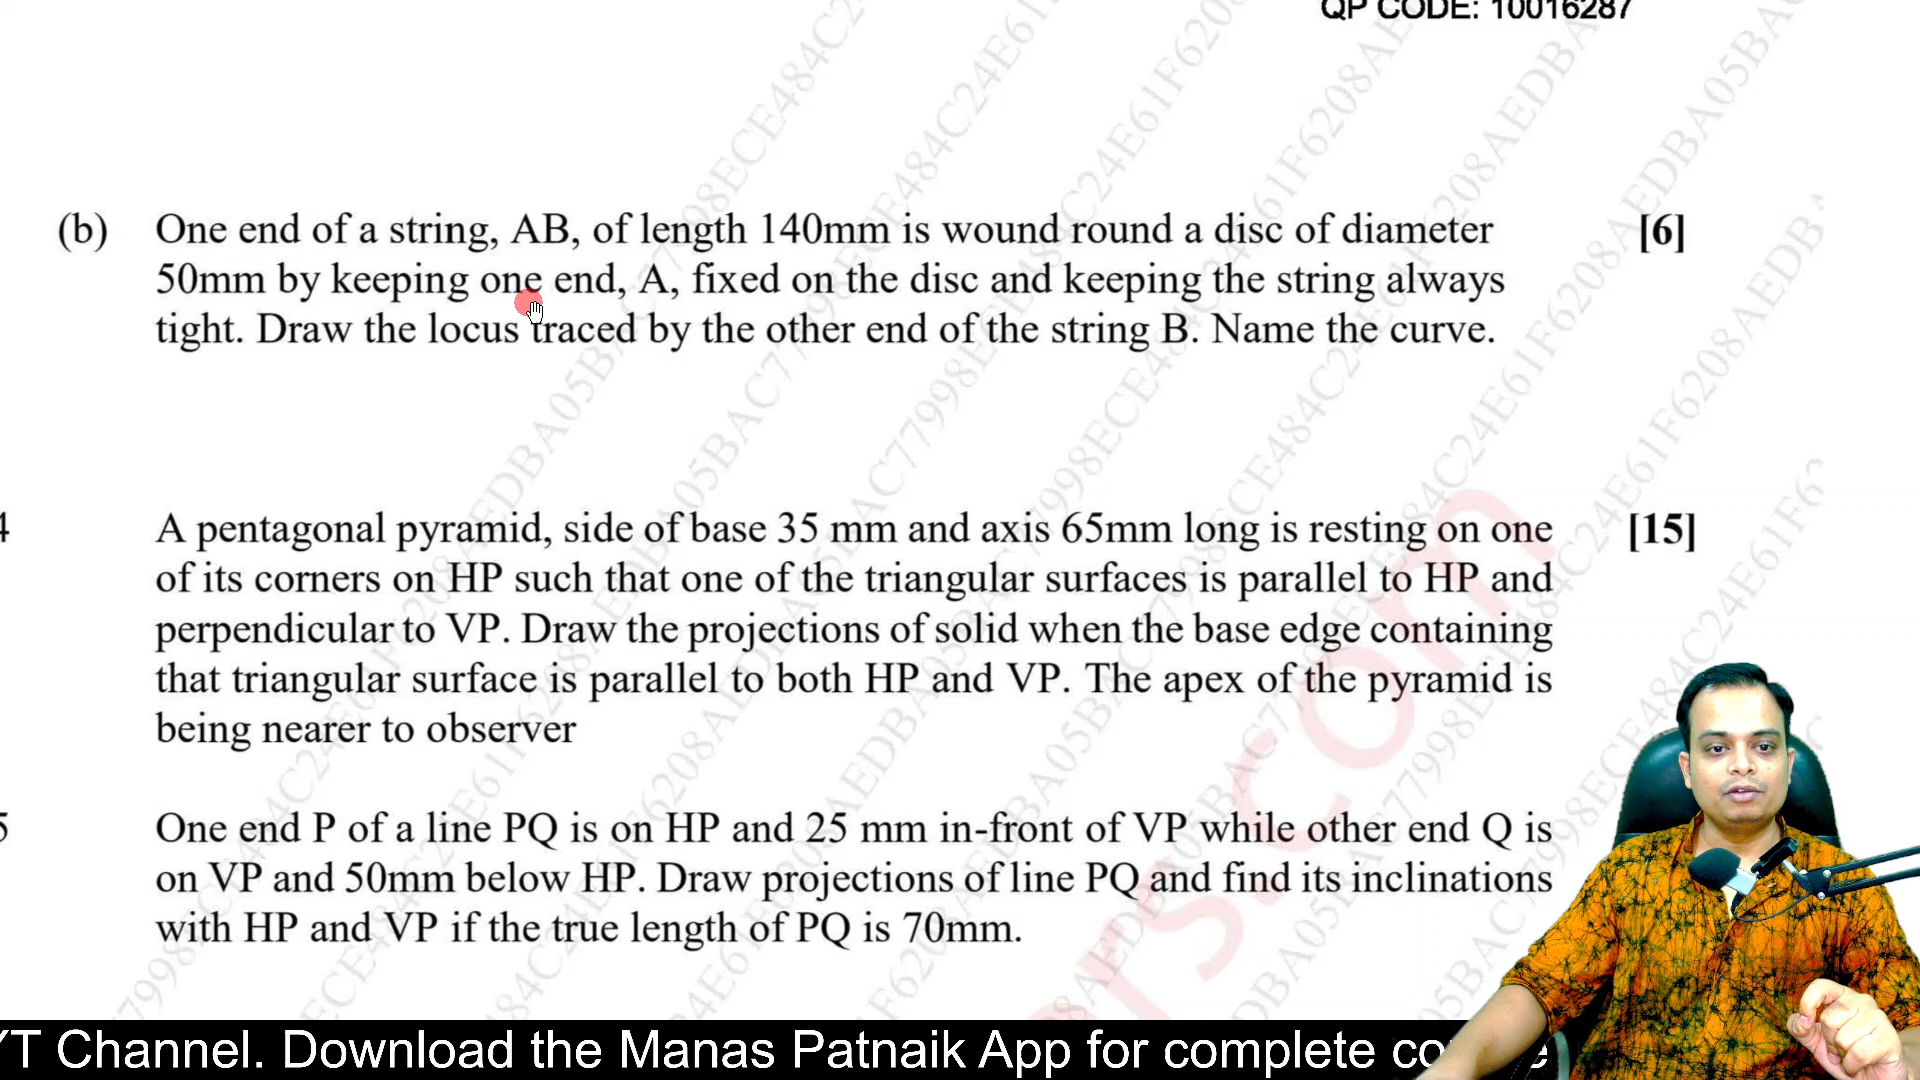 QP CODE: 10016287
(b) One end of a string, AB, of length 140mm is wound round a disc of diameter [6]
50mm by keeping one end, A, fixed on the disc and keeping the string always
tight. Draw the locus traced by the other end of the string B. Name the curve.
4 A pentagonal pyramid, side of base 35 mm and axis 65mm long is resting on one [15]
of its corners on HP such that one of the triangular surfaces is parallel to HP and
perpendicular to VP. Draw the projections of solid when the base edge containing
that triangular surface is parallel to both HP and VP. The apex of the pyramid is
being nearer to observer
5 One end P of a line PQ is on HP and 25 mm in-front of VP while other end Q is
on VP and 50mm below HP. Draw projections of line PQ and find its inclinations
with HP and VP if the true length of PQ is 70mm.
rs.com
YT Channel. Download the Manas Patnaik App for complete